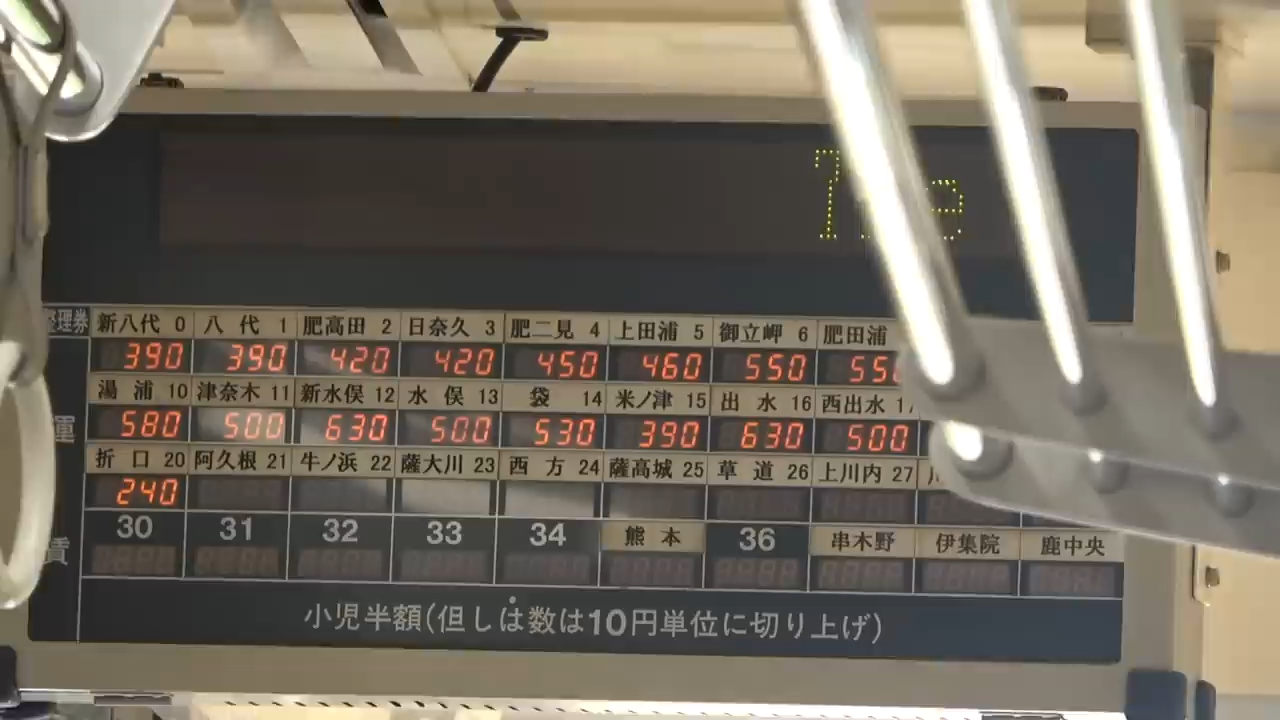 整理券 新八代 0 八代 1 肥高田 2 日奈久 3 肥二見 4 上田浦 5 御立岬 6 肥田浦
390 390 420 420 450 460 550
湯浦 10 津奈木 11 新水俣 12 水俣 13 袋 14 米ノ津 15 出水 16 西出水
運 580 500 630 500 530 390 630 500
折口 20 阿久根 21 牛ノ浜 22 薩大川 23 西方 24 薩高城 25 草道 26 上川内 27
240
30 31 32 33 34 熊本 36 串木野 伊集院 鹿中央
賃
小児半額(但しは数は10円単位に切り上げ)